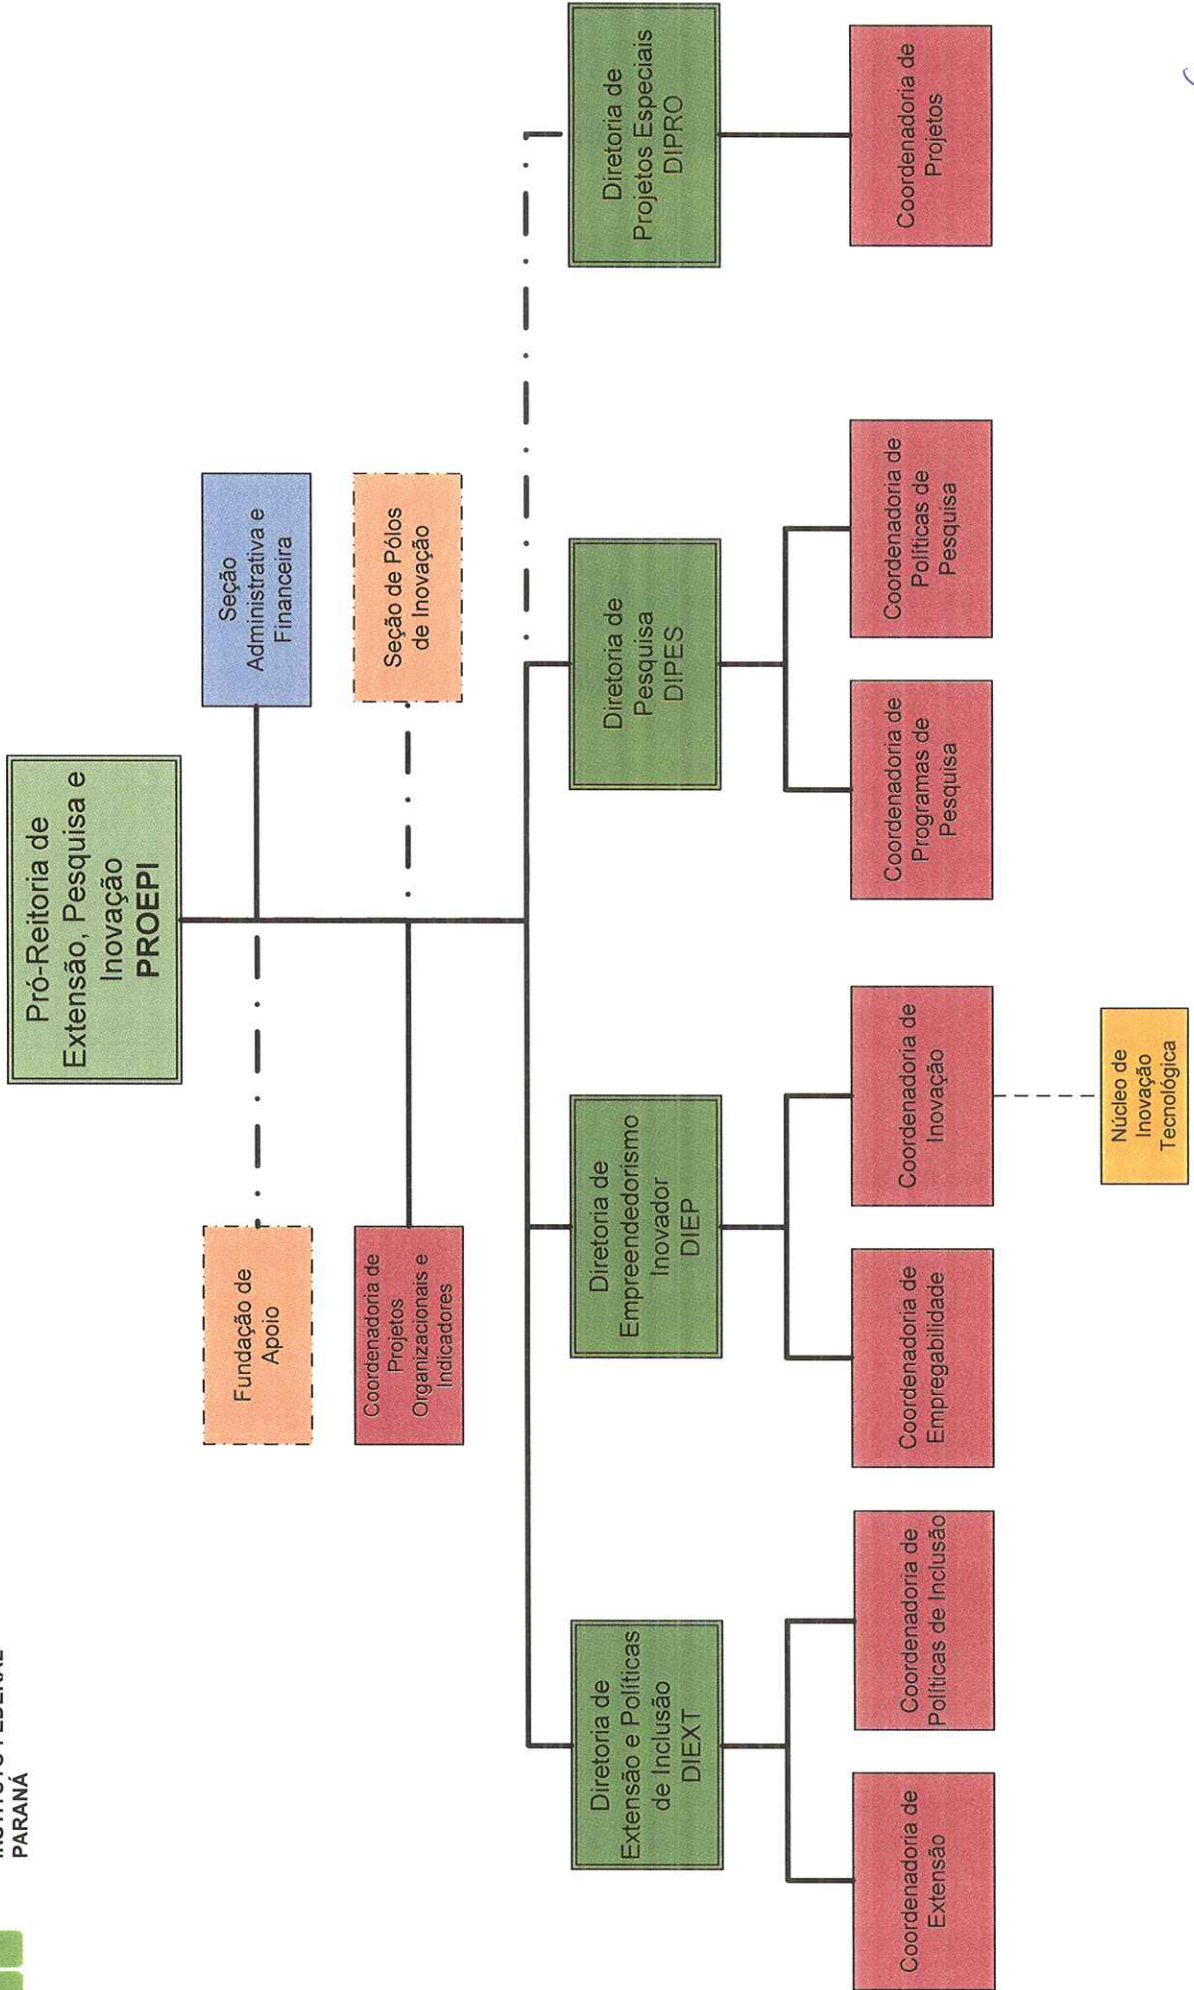 PARANÁ
Pró-Reitoria de
Extensão, Pesquisa e
Inovação
PROEPI
Fundação de
Apoio
Seção
Administrativa e
Financeira
Coordenadoria de
Projetos
Organizacionais e
Indicadores
Seção de Pólos
de Inovação
Diretoria de
Extensão e Políticas
de Inclusão
DIEXT
Diretoria de
Empreendedorismo
Inovador
DIEP
Diretoria de
Pesquisa
DIPES
Diretoria de
Projetos Especiais
DIPRO
Coordenadoria de
Extensão
Coordenadoria de
Políticas de Inclusão
Coordenadoria de
Empregabilidade
Coordenadoria de
Inovação
Coordenadoria de
Programas de
Pesquisa
Coordenadoria de
Políticas de
Pesquisa
Coordenadoria de
Projetos
Núcleo de
Inovação
Tecnológica